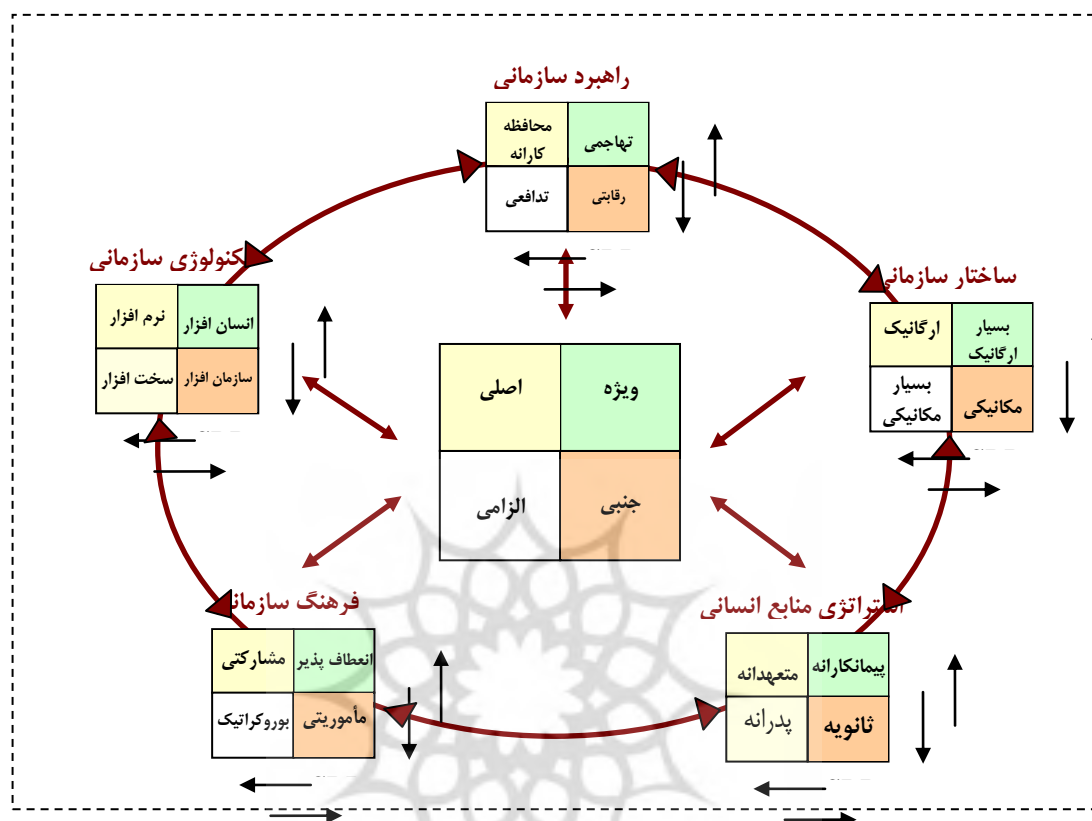 راهبرد سازمانی
تهاجمی
محافظه
کارانه
رقابتی
تدافعی
ساختار سازمانی
بسیار
ارگانیک
ارگانیک
مکانیکی
بسیار
مکانیکی
کنولوژی سازمانی
انسان افزار
نرم افزار
سازمان افزار
سخت افزار
ویژه
اصلی
جنبی
الزامی
استراتژی منابع انسانی
پیمانکارانه
متعهدانه
ثانویه
پدرانه
فرهنگ سازمان
انعطاف پذیر
مشارکتی
مأموریتی
بوروکراتیک